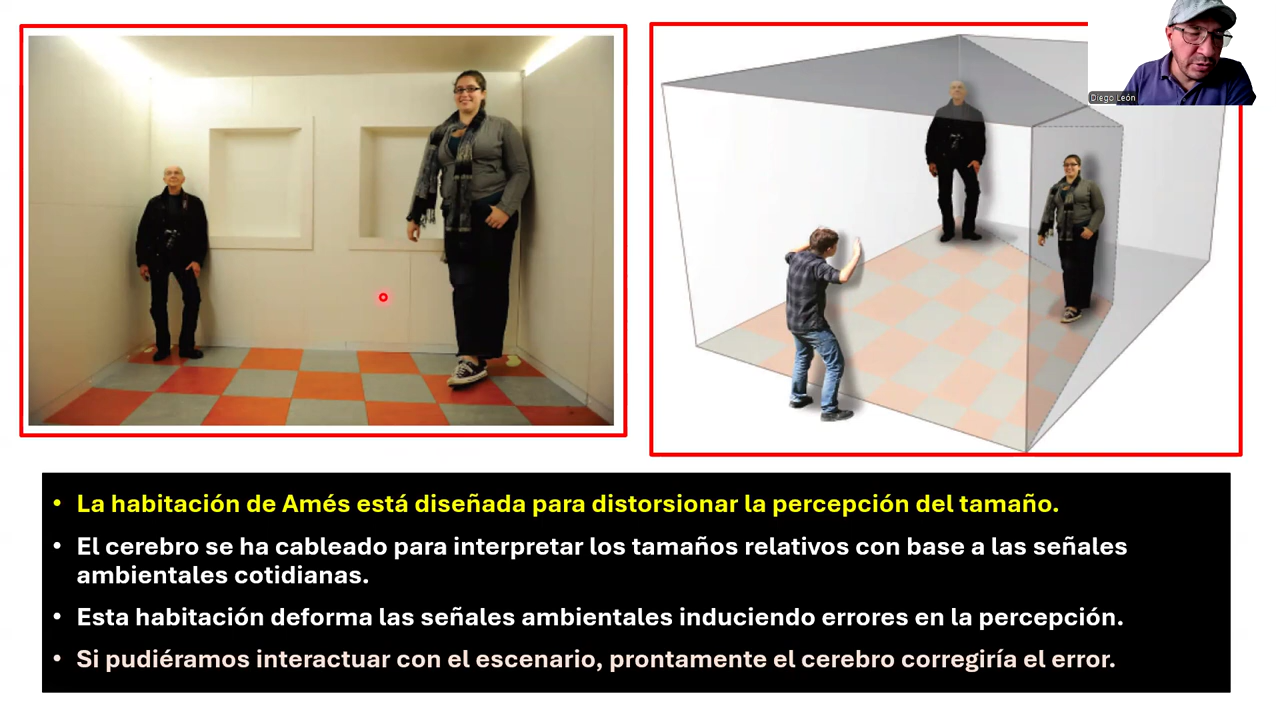 Diego León
• La habitación de Amés está diseñada para distorsionar la percepción del tamaño.
• El cerebro se ha cableado para interpretar los tamaños relativos con base a las señales
ambientales cotidianas.
• Esta habitación deforma las señales ambientales induciendo errores en la percepción.
• Si pudiéramos interactuar con el escenario, prontamente el cerebro corregiría el error.